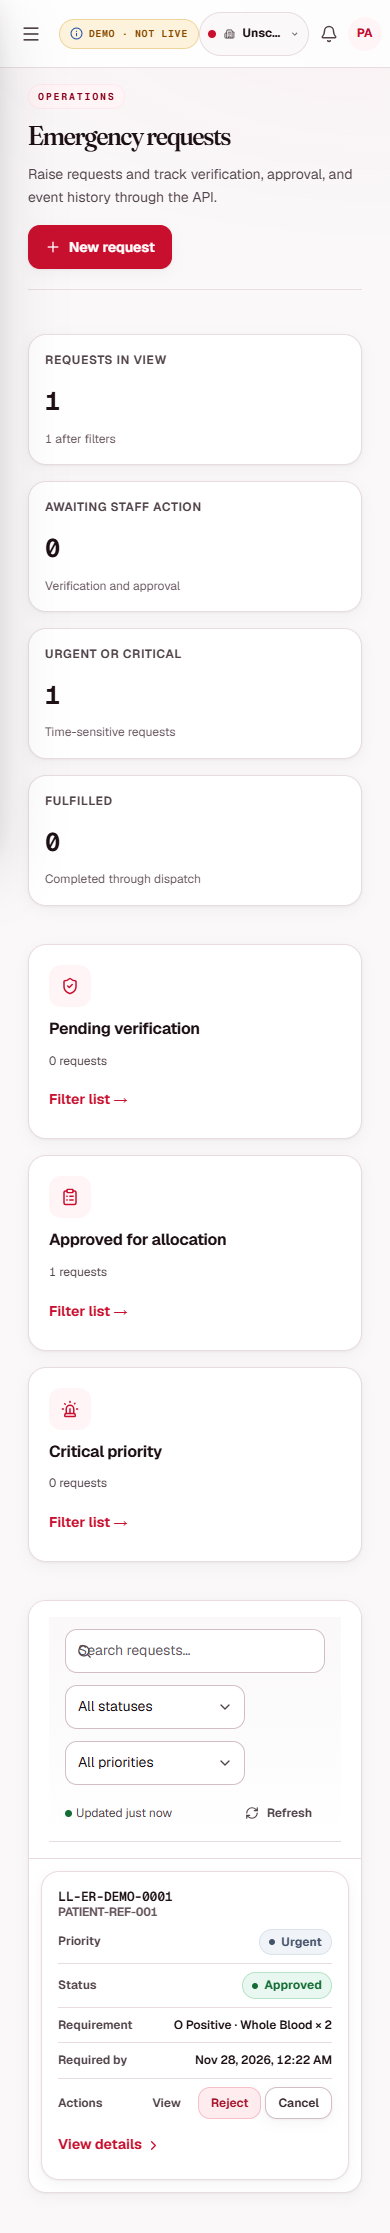 DEMO · NOT LIVE
Unsc...
PA
OPERATIONS
Emergency requests
Raise requests and track verification, approval, and
event history through the API.
+ New request
REQUESTS IN VIEW
1
1 after filters
AWAITING STAFF ACTION
0
Verification and approval
URGENT OR CRITICAL
1
Time-sensitive requests
FULFILLED
0
Completed through dispatch
Pending verification
0 requests
Filter list →
Approved for allocation
1 requests
Filter list →
Critical priority
0 requests
Filter list →
Search requests...
All statuses
All priorities
Updated just now
Refresh
LL-ER-DEMO-0001
PATIENT-REF-001
Priority
Urgent
Status
Approved
Requirement
O Positive · Whole Blood × 2
Required by
Nov 28, 2026, 12:22 AM
Actions
View
Reject
Cancel
View details